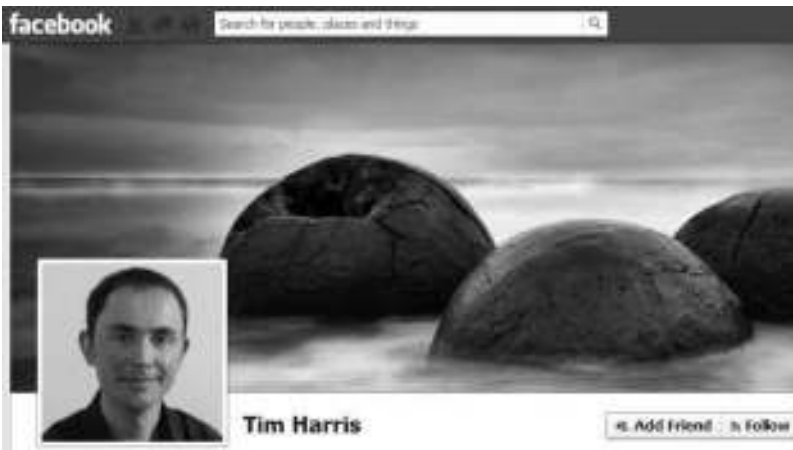 facebook
Search for people, places and things
Tim Harris
Add Friend
Follow